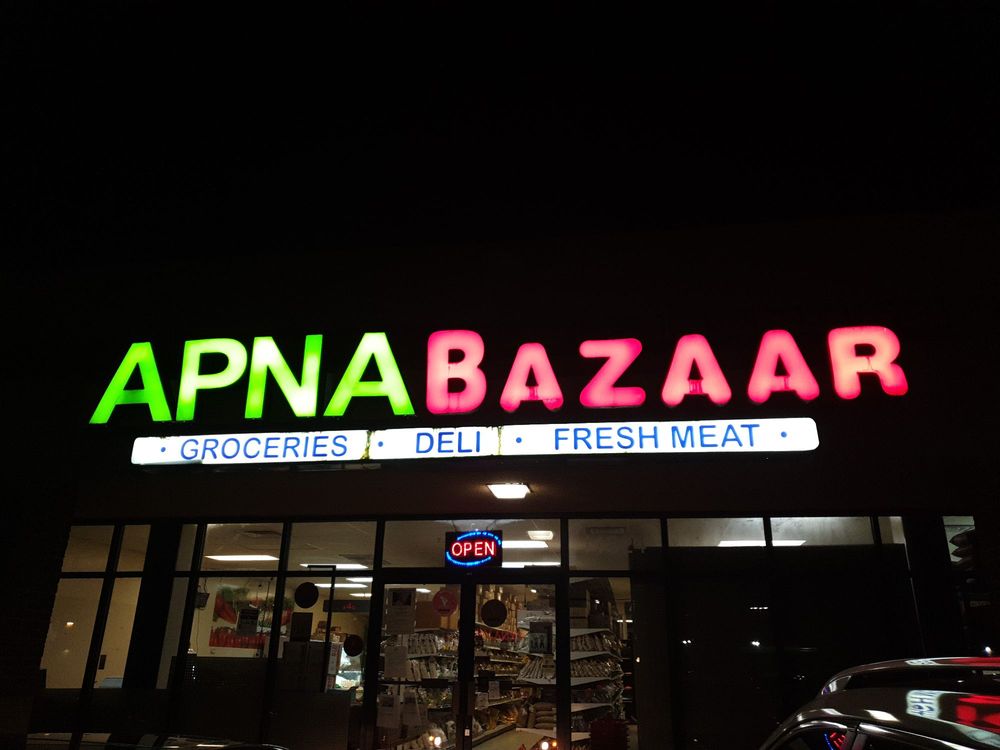 APNA BAZAAR
· GROCERIES · DELI · FRESH MEAT ·
OPEN